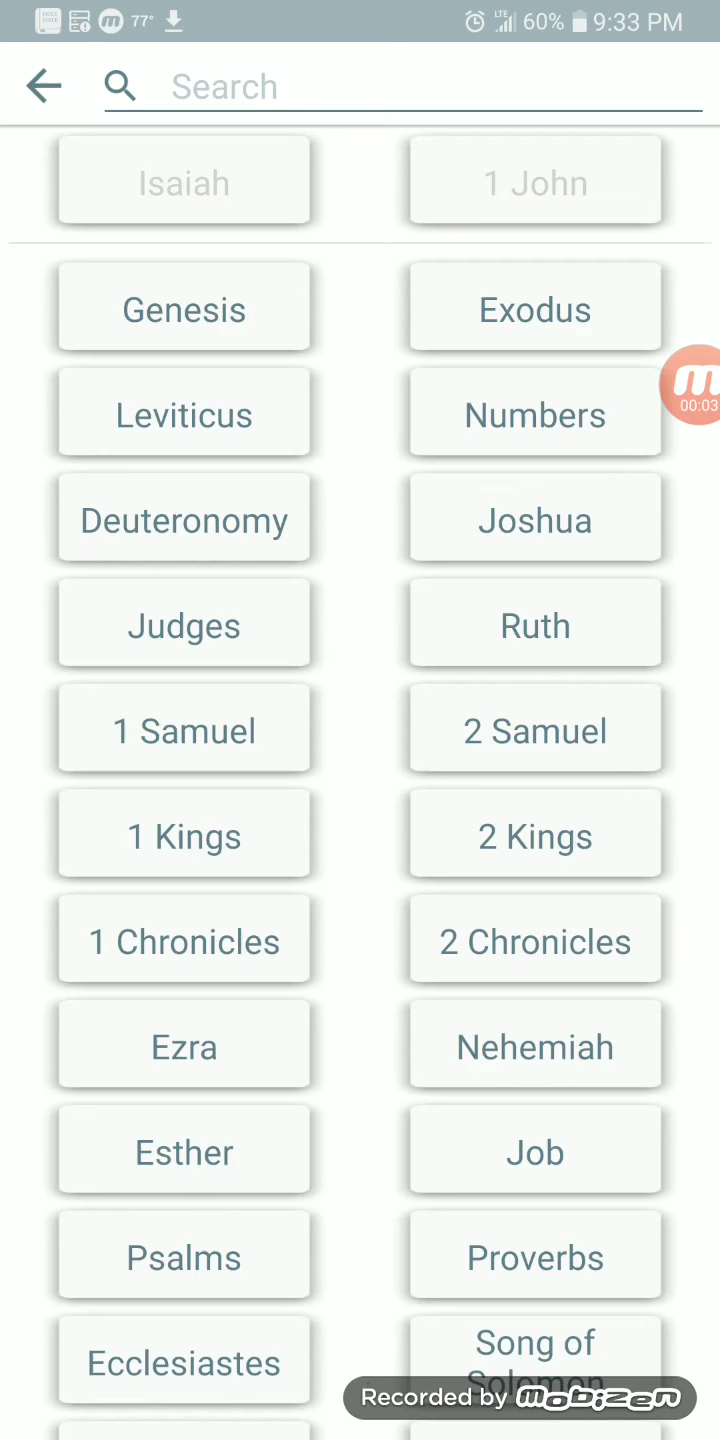 77° LTE 60% 9:33 PM
Search
Isaiah 1 John
Genesis Exodus
Leviticus Numbers
00:03
Deuteronomy Joshua
Judges Ruth
1 Samuel 2 Samuel
1 Kings 2 Kings
1 Chronicles 2 Chronicles
Ezra Nehemiah
Esther Job
Psalms Proverbs
Ecclesiastes Song of
Solomon
Recorded by mobizen